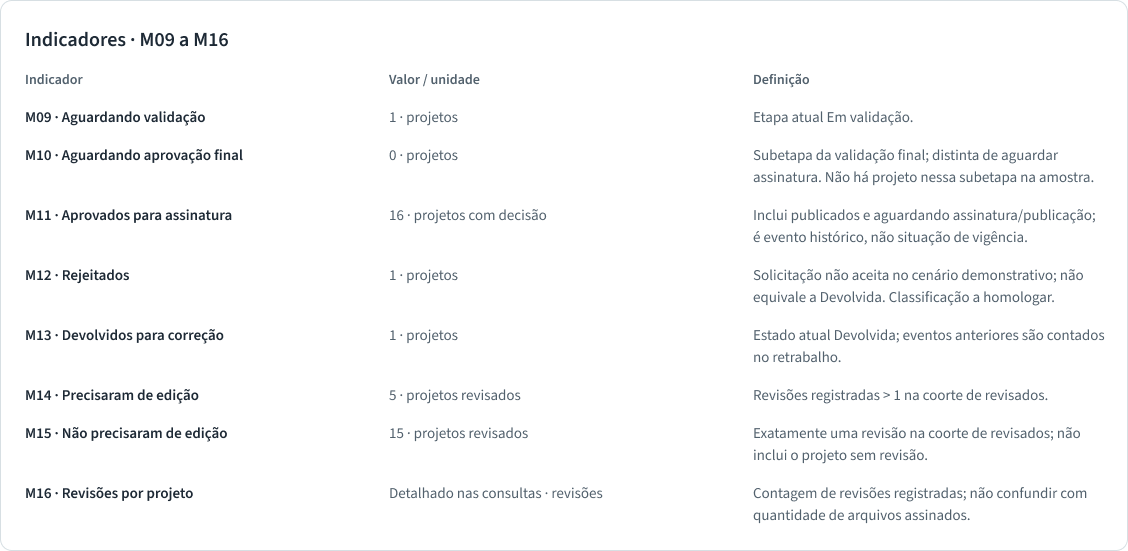 Indicadores · M09 a M16
Indicador Valor / unidade Definição
M09 · Aguardando validação 1 · projetos Etapa atual Em validação.
M10 · Aguardando aprovação final 0 · projetos Subetapa da validação final; distinta de aguardar
assinatura. Não há projeto nessa subetapa na amostra.
M11 · Aprovados para assinatura 16 · projetos com decisão Inclui publicados e aguardando assinatura/publicação;
é evento histórico, não situação de vigência.
M12 · Rejeitados 1 · projetos Solicitação não aceita no cenário demonstrativo; não
equivale a Devolvida. Classificação a homologar.
M13 · Devolvidos para correção 1 · projetos Estado atual Devolvida; eventos anteriores são contados
no retrabalho.
M14 · Precisaram de edição 5 · projetos revisados Revisões registradas > 1 na coorte de revisados.
M15 · Não precisaram de edição 15 · projetos revisados Exatamente uma revisão na coorte de revisados; não
inclui o projeto sem revisão.
M16 · Revisões por projeto Detalhado nas consultas · revisões Contagem de revisões registradas; não confundir com
quantidade de arquivos assinados.